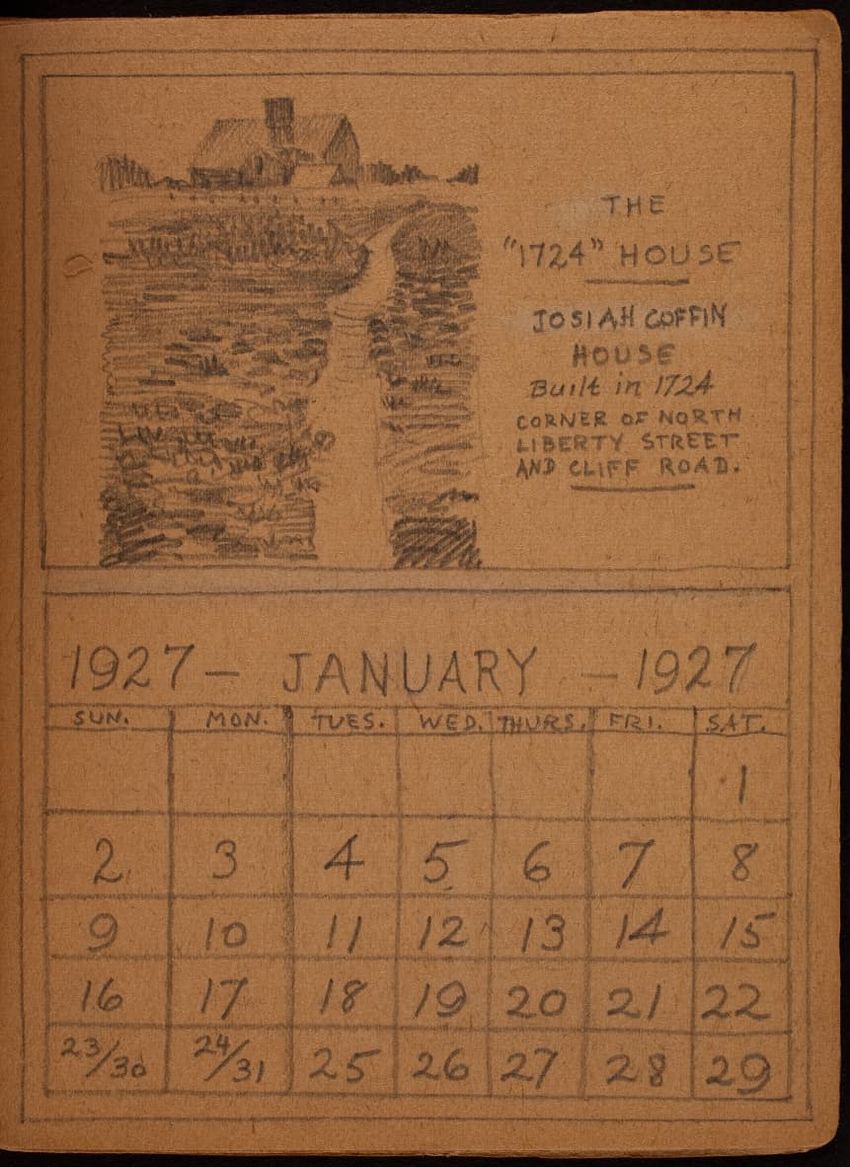 THE
"1724" HOUSE
JOSIAH COFFIN
HOUSE
Built in 1724
CORNER OF NORTH
LIBERTY STREET
AND CLIFF ROAD.
1927 - JANUARY - 1927
SUN. MON. TUES. WED. THURS. FRI. SAT.
1
2 3 4 5 6 7 8
9 10 11 12 13 14 15
16 17 18 19 20 21 22
23/30 24/31 25 26 27 28 29